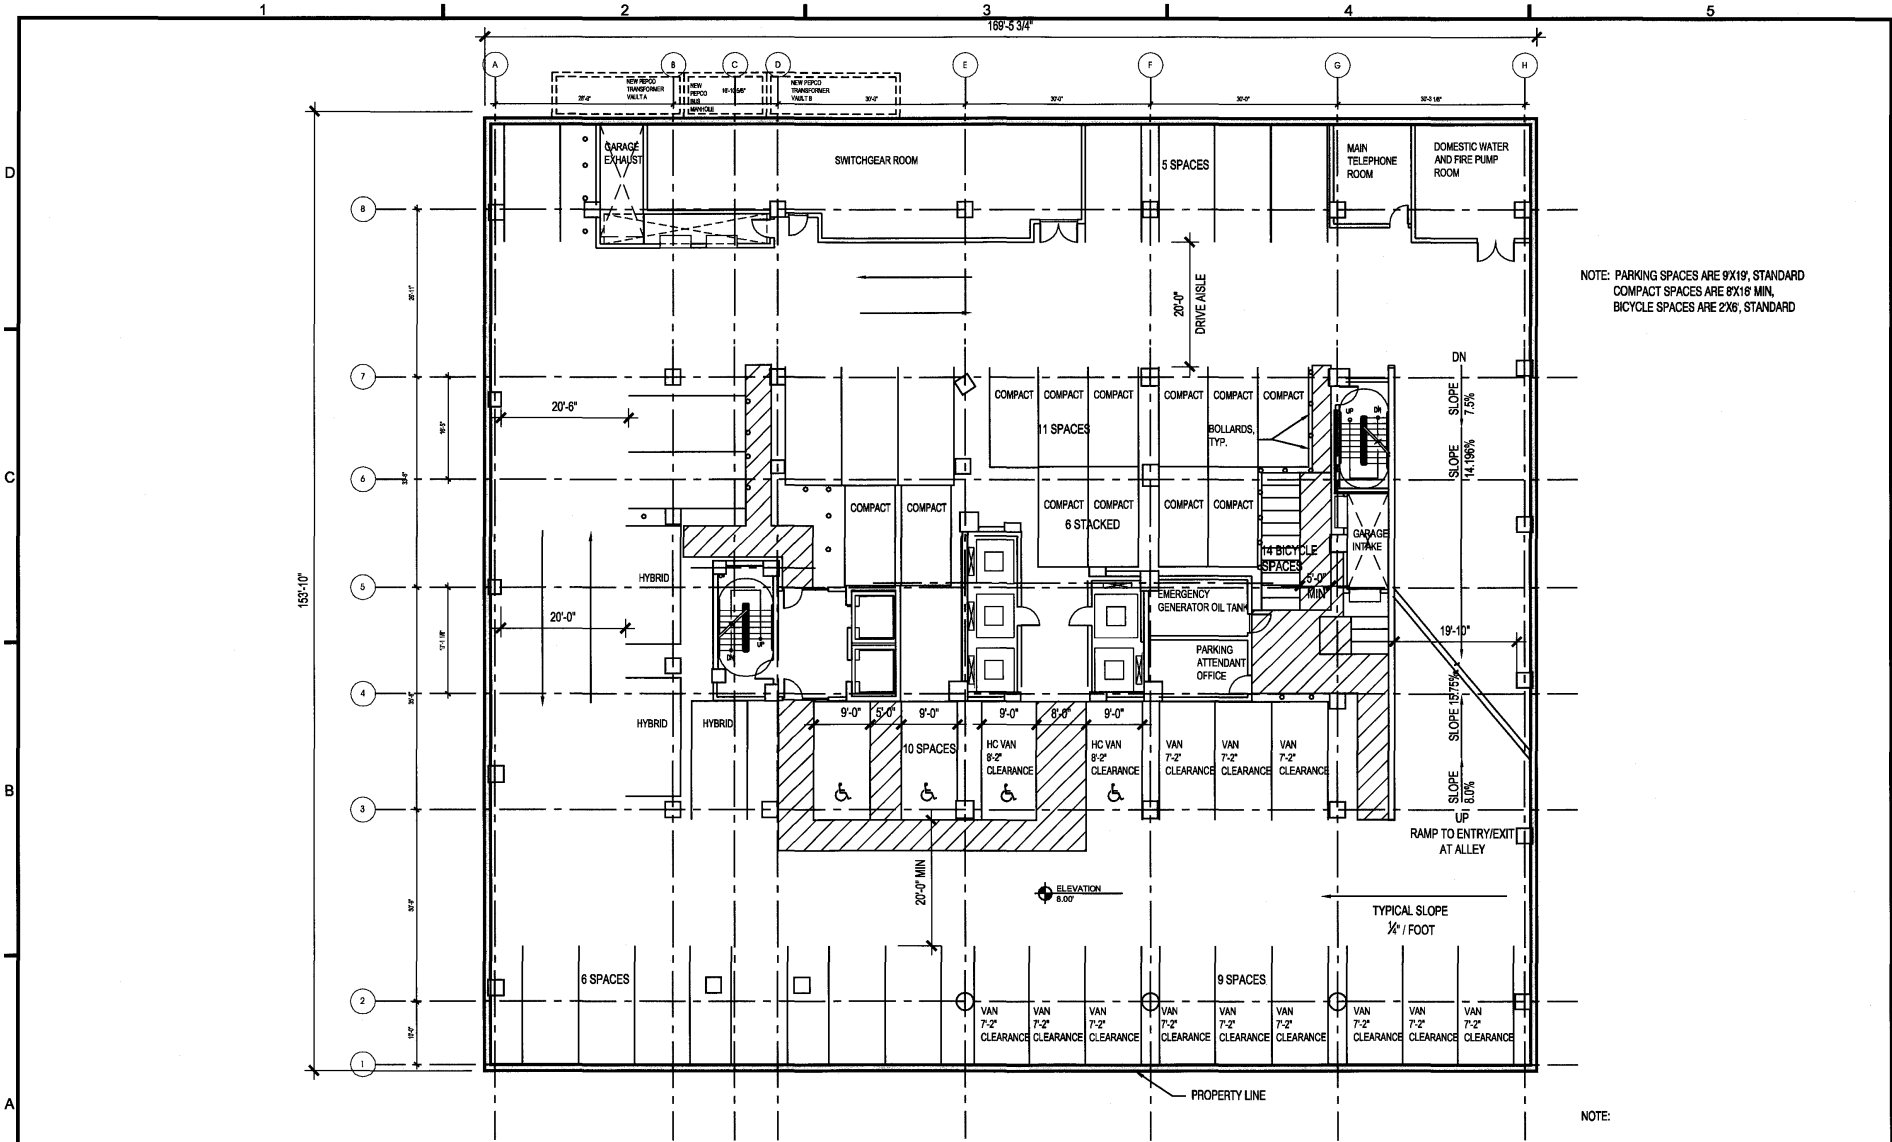 1 2 3 4 5
169'-5 3/4"
A B C D E F G H
NEW PEPCO
TRANSFORMER
VAULT A
NEW
PEPCO
BUS
MANHOLE
NEW PEPCO
TRANSFORMER
VAULT B
30'-0"
30'-0"
30'-0"
D
GARAGE
EXHAUST
SWITCHGEAR ROOM
5 SPACES
MAIN
TELEPHONE
ROOM
DOMESTIC WATER
AND FIRE PUMP
ROOM
8
NOTE: PARKING SPACES ARE 9'X19', STANDARD
COMPACT SPACES ARE 8'X16' MIN,
BICYCLE SPACES ARE 2'X6', STANDARD
20'-0"
DRIVE AISLE
7
DN
SLOPE
7.5%
COMPACT COMPACT COMPACT COMPACT COMPACT COMPACT
20'-6"
11 SPACES
BOLLARDS,
TYP.
UP DN
SLOPE
14.196%
C
6
COMPACT COMPACT COMPACT COMPACT COMPACT COMPACT
6 STACKED
GARAGE
INTAKE
14 BICYCLE
SPACES
5'-0"
MIN
HYBRID
5
153'-10"
EMERGENCY
GENERATOR OIL TANK
20'-0"
19'-10"
UP
DN
PARKING
ATTENDANT
OFFICE
4
SLOPE 15.75%
9'-0" 5'-0" 9'-0" 9'-0" 8'-0" 9'-0"
HYBRID HYBRID
10 SPACES
HC VAN
8'-2"
CLEARANCE
HC VAN
8'-2"
CLEARANCE
VAN
7'-2"
CLEARANCE
VAN
7'-2"
CLEARANCE
VAN
7'-2"
CLEARANCE
B
SLOPE
8.0%
3
UP
RAMP TO ENTRY/EXIT
AT ALLEY
20'-0" MIN
ELEVATION
6.00'
TYPICAL SLOPE
1/4" / FOOT
6 SPACES
9 SPACES
2
VAN
7'-2"
CLEARANCE
VAN
7'-2"
CLEARANCE
VAN
7'-2"
CLEARANCE
VAN
7'-2"
CLEARANCE
VAN
7'-2"
CLEARANCE
VAN
7'-2"
CLEARANCE
VAN
7'-2"
CLEARANCE
VAN
7'-2"
CLEARANCE
VAN
7'-2"
CLEARANCE
1
PROPERTY LINE
A
NOTE: